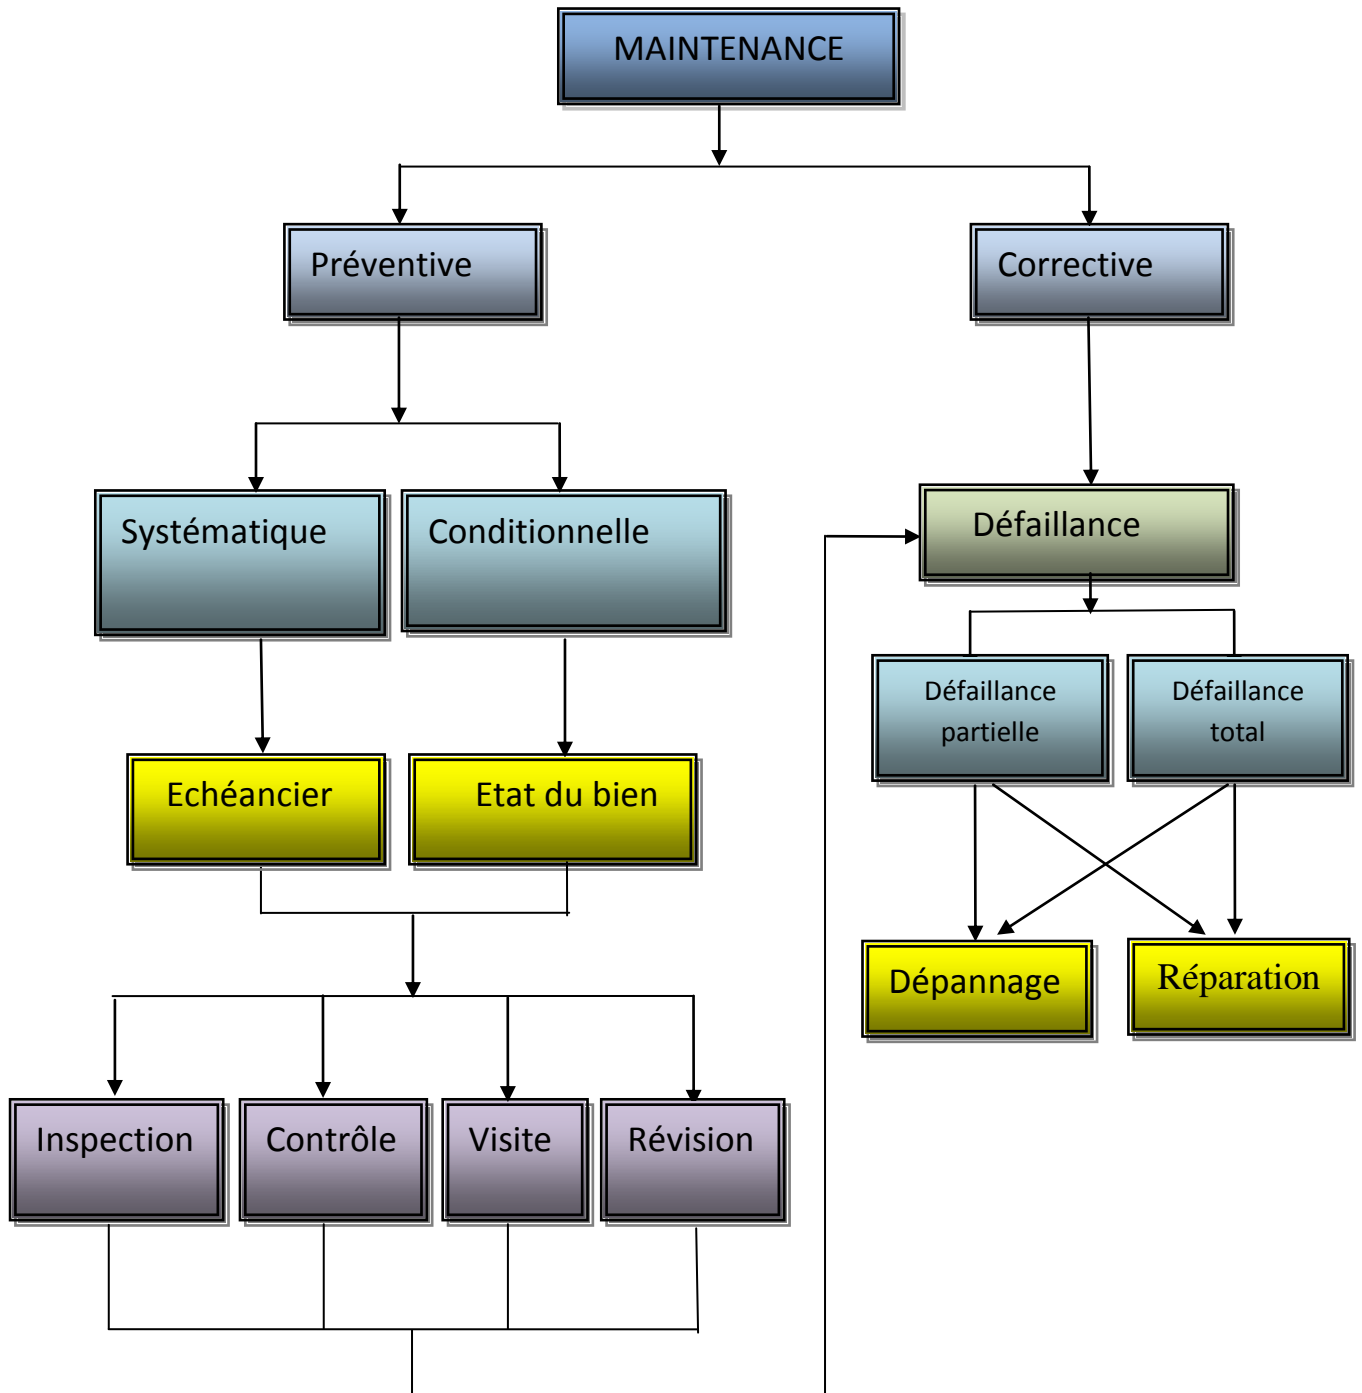 MAINTENANCE
Préventive
Corrective
Systématique
Conditionnelle
Défaillance
Défaillance
partielle
Défaillance
total
Echéancier
Etat du bien
Dépannage
Réparation
Inspection
Contrôle
Visite
Révision